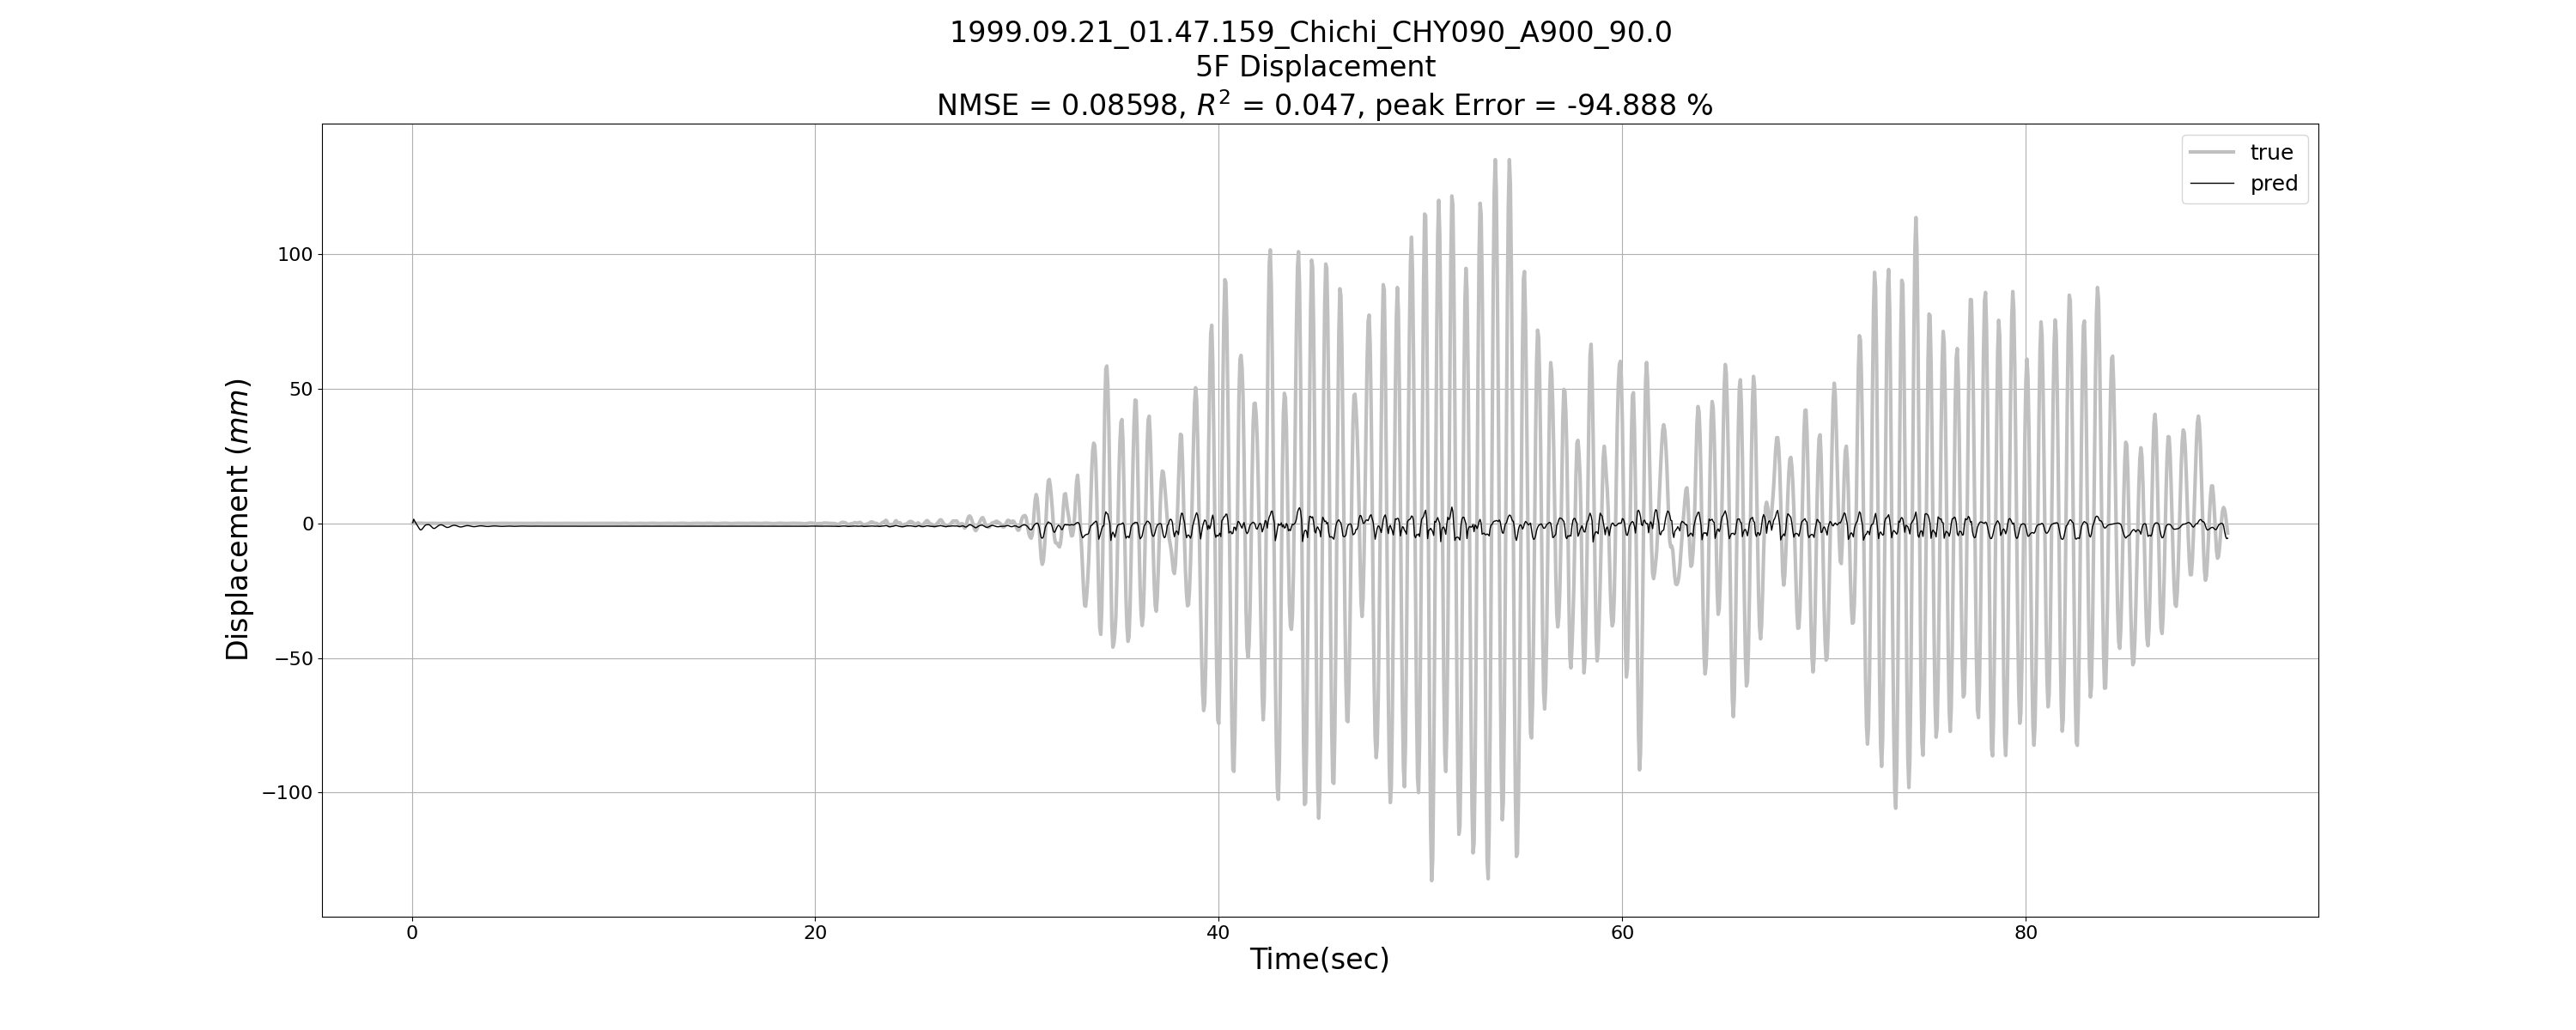 1999.09.21_01.47.159_Chichi_CHY090_A900_90.0
5F Displacement
NMSE = 0.08598, R² = 0.047, peak Error = -94.888 %
true
pred
Displacement (mm)
100
50
0
−50
−100
0 20 40 60 80
Time(sec)